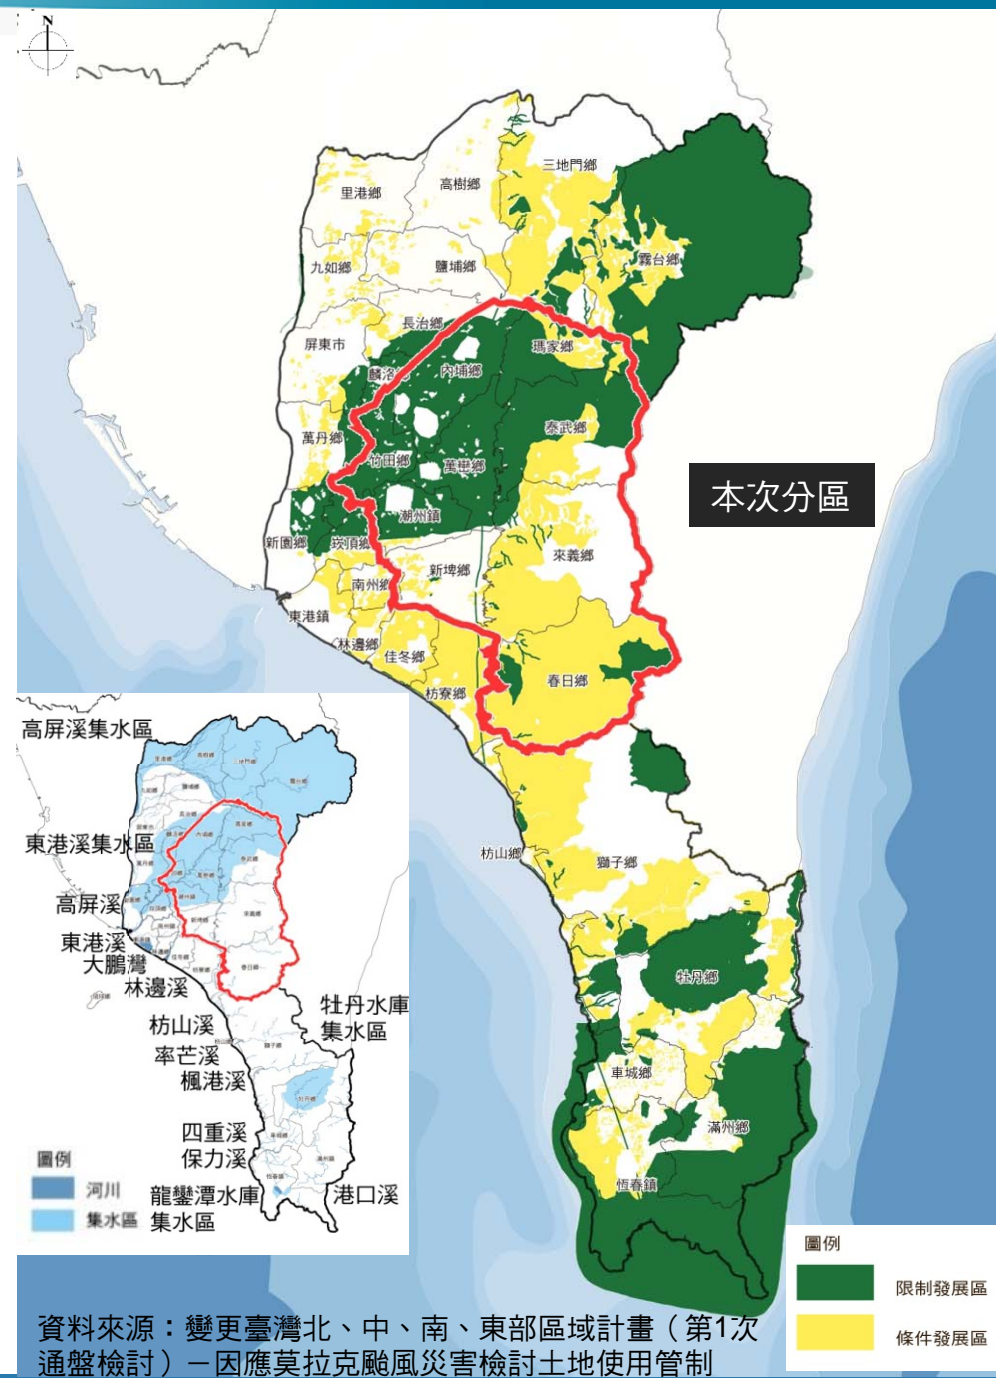 N
三地門鄉
高樹鄉
里港鄉
霧台鄉
九如鄉
鹽埔鄉
長治鄉
屏東市
瑪家鄉
麟洛鄉
內埔鄉
泰武鄉
萬丹鄉
竹田鄉
萬巒鄉
本次分區
潮州鎮
新園鄉
崁頂鄉
來義鄉
新埤鄉
南州鄉
東港鎮
林邊鄉
佳冬鄉
春日鄉
枋寮鄉
枋山鄉
獅子鄉
牡丹鄉
車城鄉
滿州鄉
恆春鎮
高屏溪集水區
東港溪集水區
高屏溪
東港溪
大鵬灣
林邊溪
枋山溪
率芒溪
楓港溪
牡丹水庫
集水區
四重溪
保力溪
龍鑾潭水庫
集水區
港口溪
圖例
河川
集水區
圖例
限制發展區
條件發展區
資料來源：變更臺灣北、中、南、東部區域計畫（第1次
通盤檢討）－因應莫拉克颱風災害檢討土地使用管制